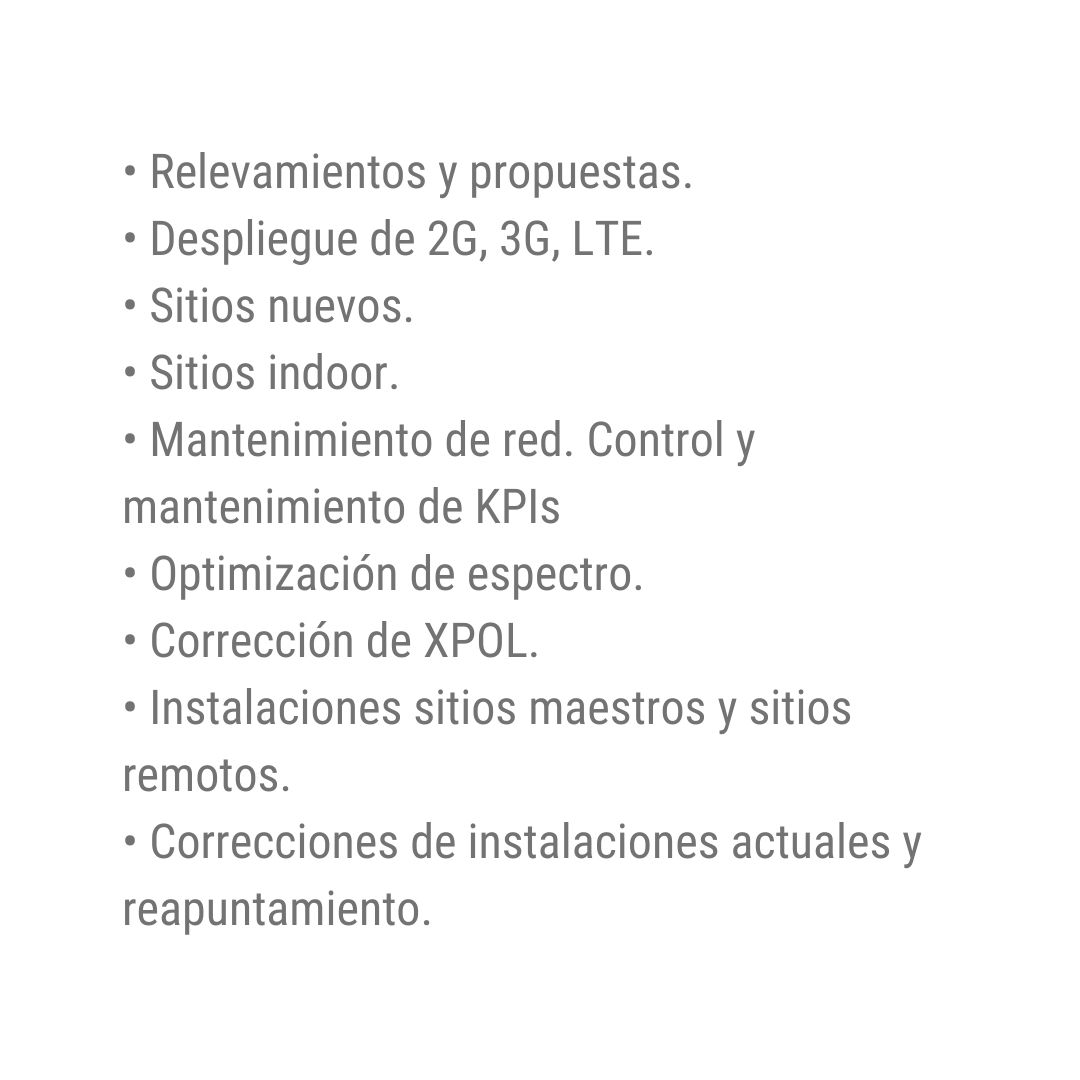 • Relevamientos y propuestas.
• Despliegue de 2G, 3G, LTE.
• Sitios nuevos.
• Sitios indoor.
• Mantenimiento de red. Control y
mantenimiento de KPIs
• Optimización de espectro.
• Corrección de XPOL.
• Instalaciones sitios maestros y sitios
remotos.
• Correcciones de instalaciones actuales y
reapuntamiento.